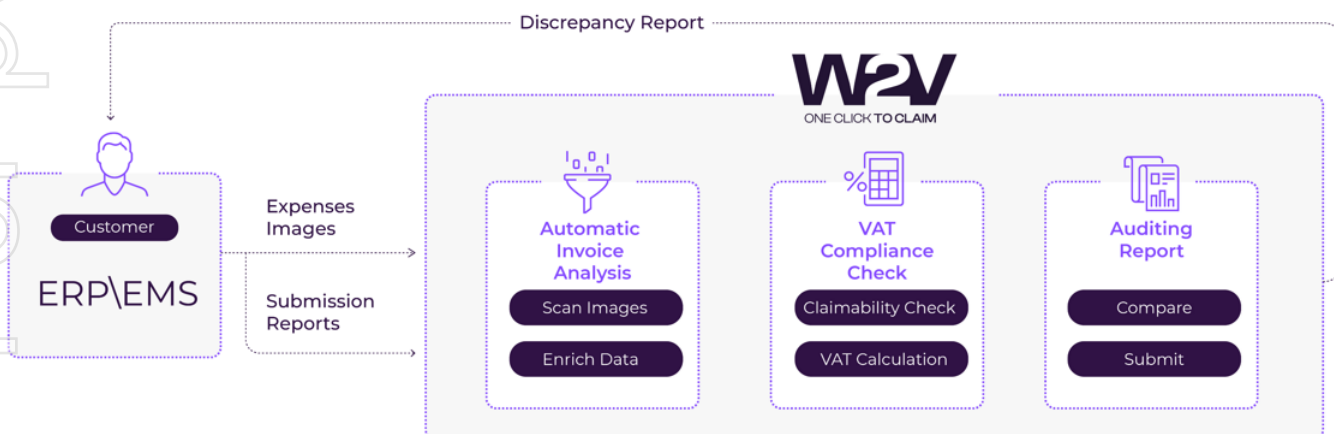 Discrepancy Report
W2V
ONE CLICK TO CLAIM
Customer
ERP\EMS
Expenses
Images
Submission
Reports
Automatic
Invoice
Analysis
Scan Images
Enrich Data
VAT
Compliance
Check
Claimability Check
VAT Calculation
Auditing
Report
Compare
Submit